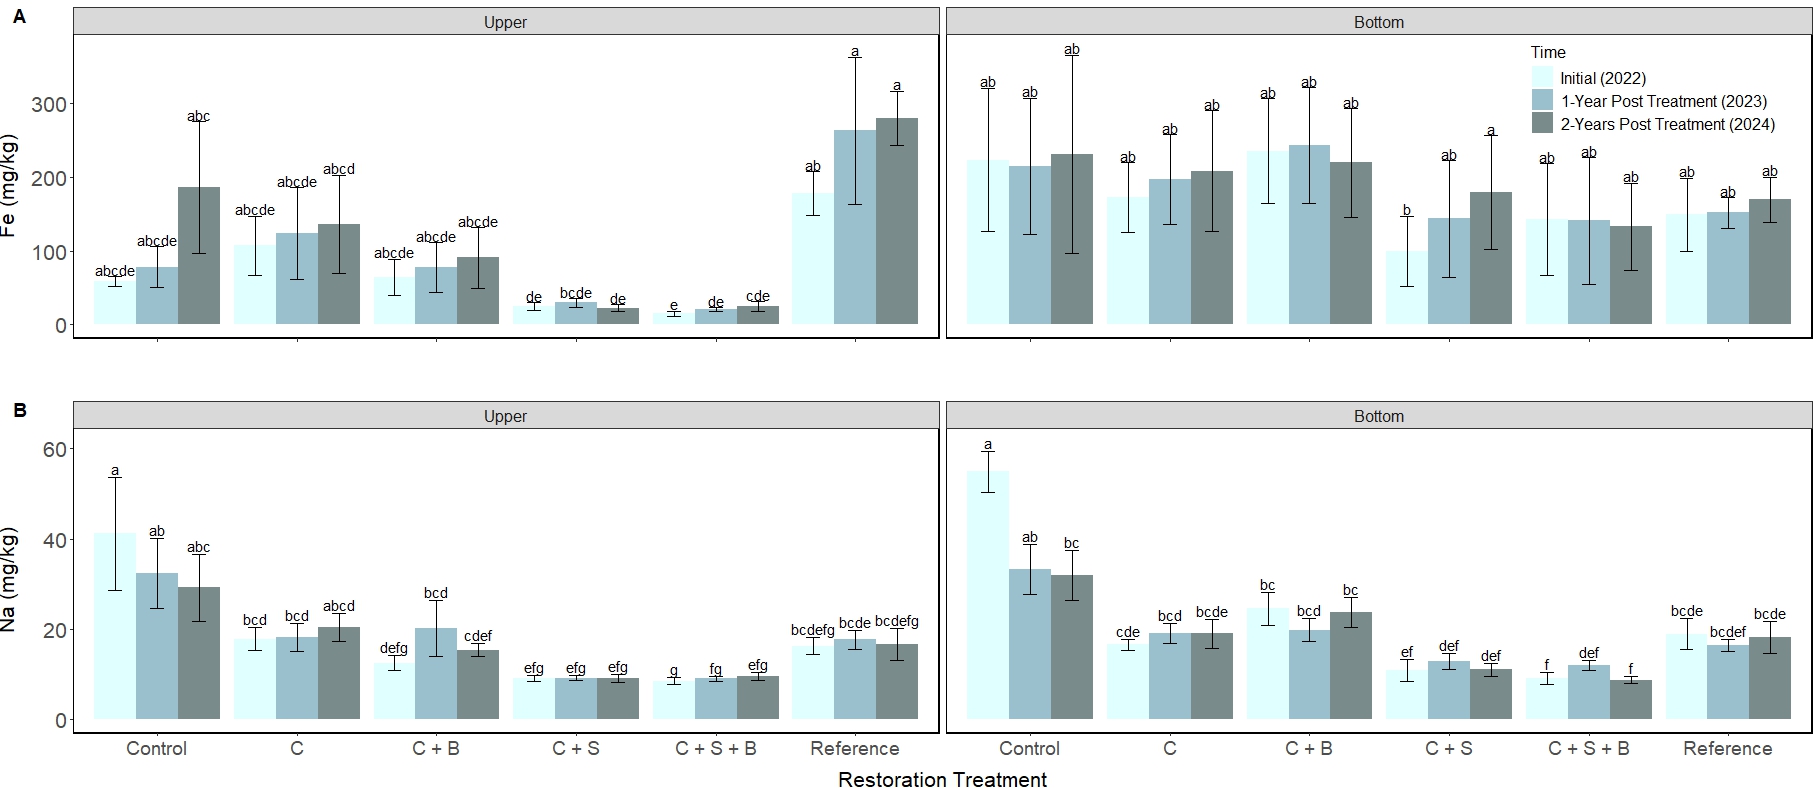 A
Upper
Bottom
Fe (mg/kg)
300
200
100
0
abcde
abcde
abc
abcde
abcde
abcd
abcde
abcde
abcde
de
bcde
de
e
de
cde
ab
a
a
ab
ab
ab
ab
ab
ab
ab
ab
ab
b
ab
a
ab
ab
ab
ab
ab
ab
Time
Initial (2022)
1-Year Post Treatment (2023)
2-Years Post Treatment (2024)
B
Upper
Bottom
Na (mg/kg)
60
40
20
0
a
ab
abc
bcd
bcd
abcd
defg
bcd
cdef
efg
efg
efg
g
fg
efg
bcdefg
bcde
bcdefg
a
ab
bc
cde
bcd
bcde
bc
bcd
bc
ef
def
def
f
def
f
bcde
bcdef
bcde
Control
C
C + B
C + S
C + S + B
Reference
Control
C
C + B
C + S
C + S + B
Reference
Restoration Treatment